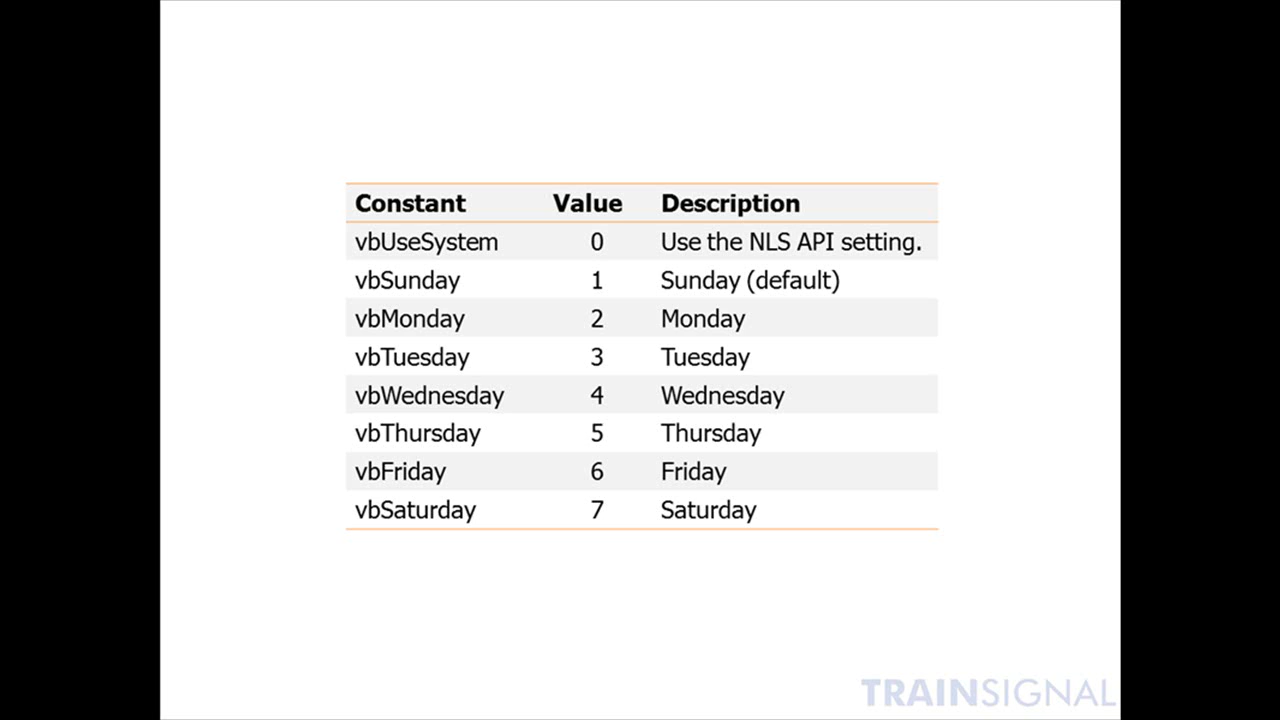 Constant Value Description
vbUseSystem 0 Use the NLS API setting.
vbSunday 1 Sunday (default)
vbMonday 2 Monday
vbTuesday 3 Tuesday
vbWednesday 4 Wednesday
vbThursday 5 Thursday
vbFriday 6 Friday
vbSaturday 7 Saturday
TRAINSIGNAL